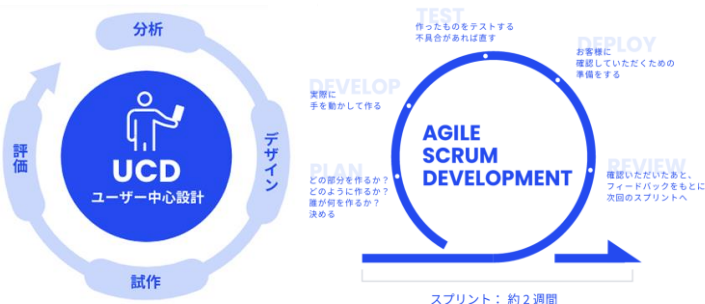 分析
デザイン
試作
評価
UCD
ユーザー中心設計
TEST
作ったものをテストする
不具合があれば直す
DEPLOY
お客様に
確認していただくための
準備をする
DEVELOP
実際に
手を動かして作る
AGILE
SCRUM
DEVELOPMENT
PLAN
どの部分を作るか？
どのように作るか？
誰が何を作るか？
決める
REVIEW
確認いただいたあと、
フィードバックをもとに
次回のスプリントへ
スプリント： 約２週間